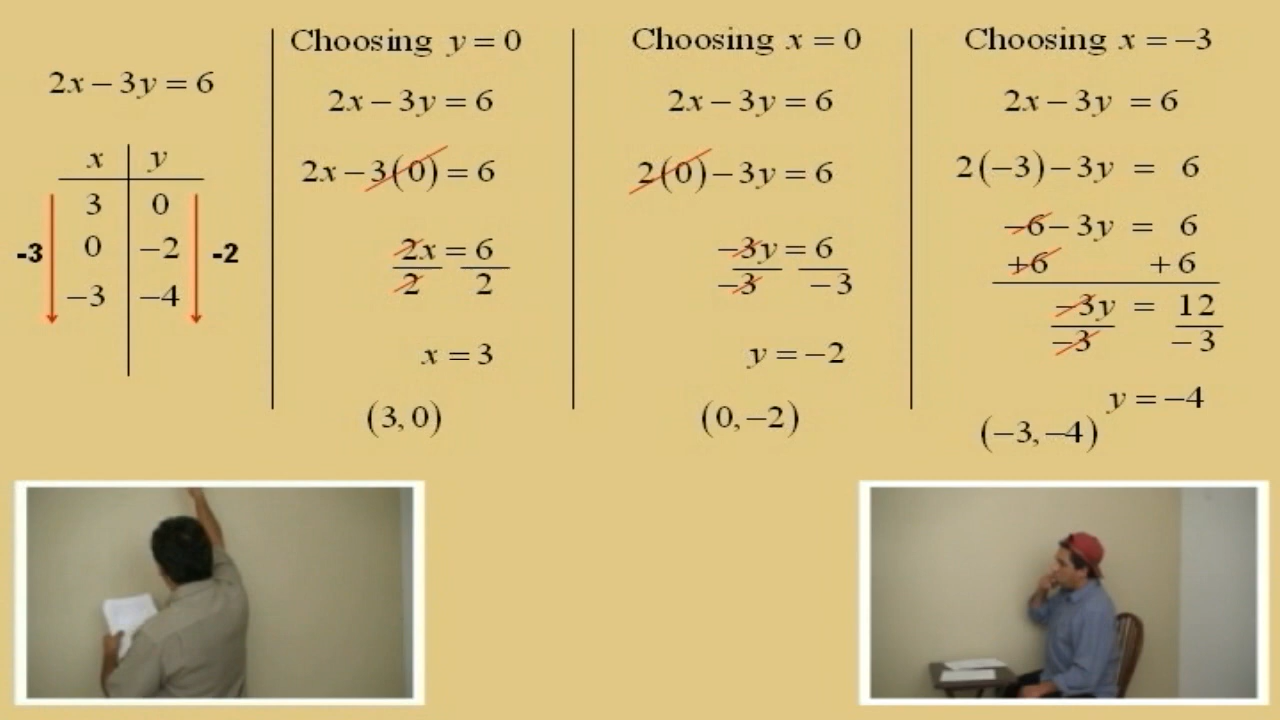 2x − 3y = 6
x y
3 0
-3 0 −2 -2
−3 −4
Choosing y = 0
2x − 3y = 6
2x − 3(0) = 6
2x = 6
2 2
x = 3
(3, 0)
Choosing x = 0
2x − 3y = 6
2(0) − 3y = 6
−3y = 6
−3 −3
y = −2
(0, −2)
Choosing x = −3
2x − 3y = 6
2(−3) − 3y = 6
−6 − 3y = 6
+6 +6
−3y = 12
−3 −3
y = −4
(−3, −4)